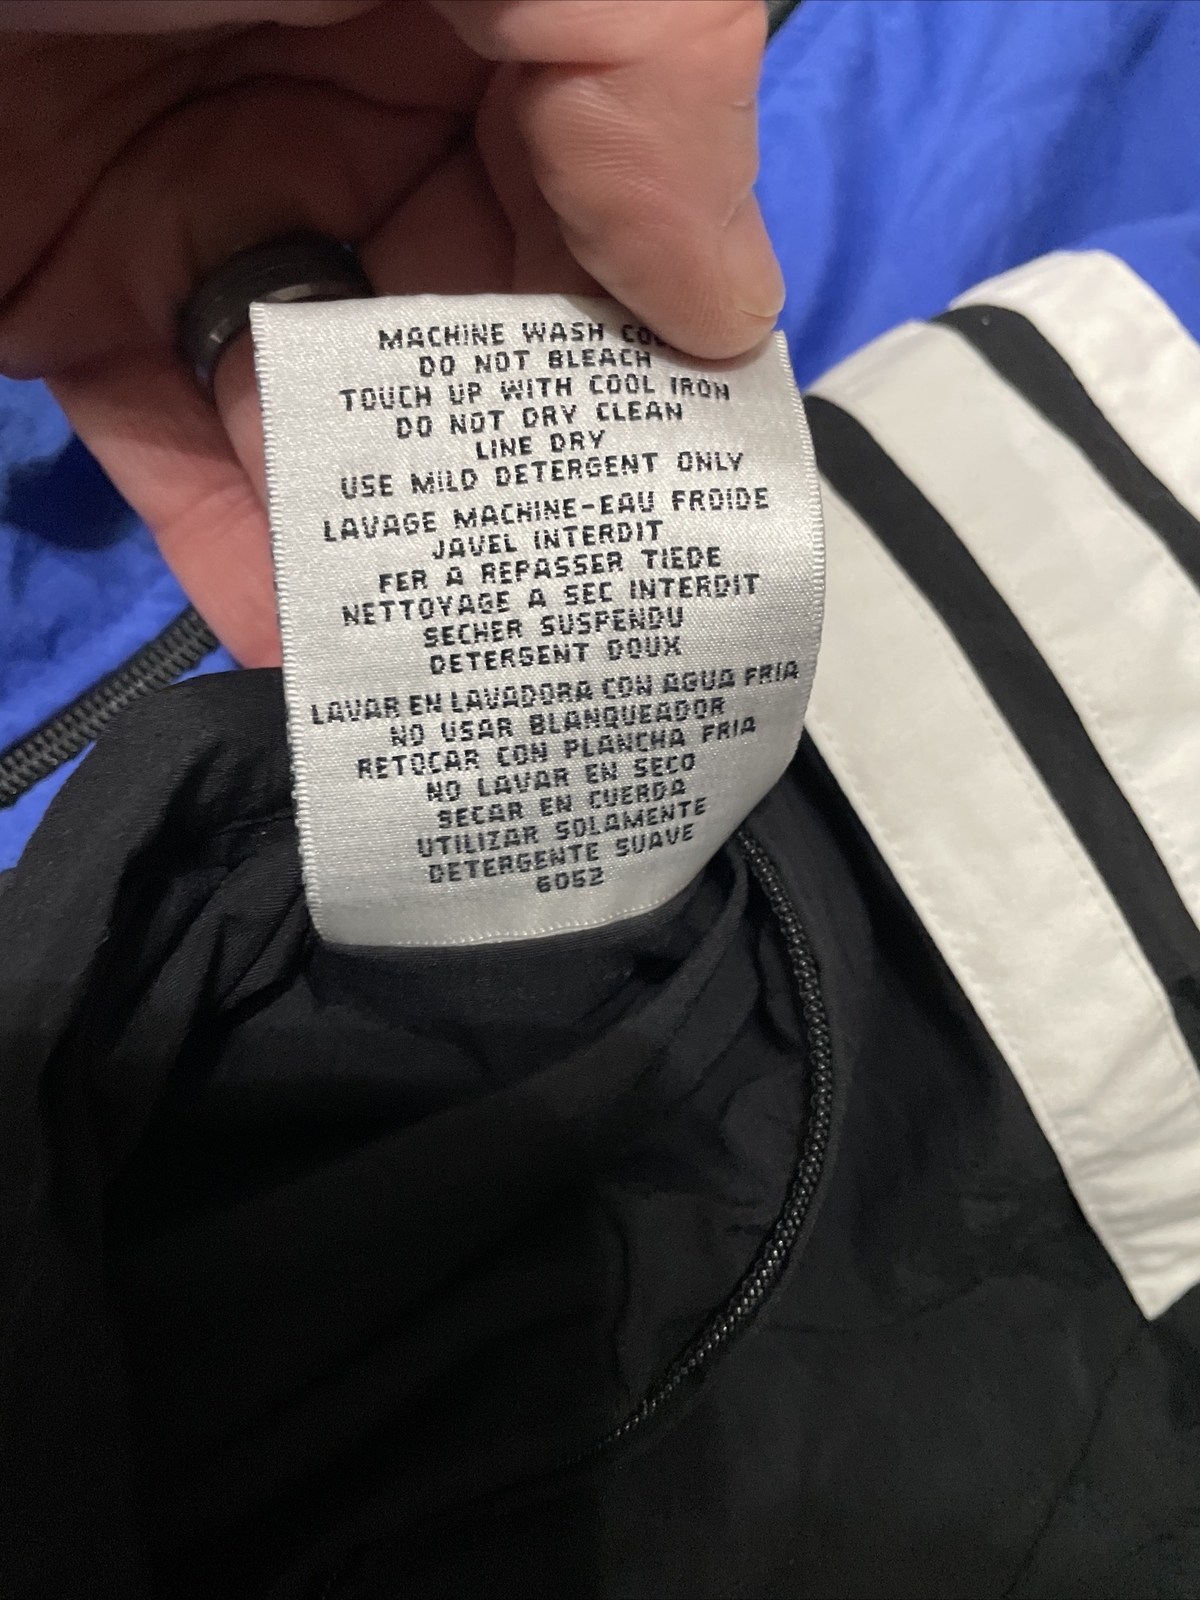 MACHINE WASH
DO NOT BLEACH
TOUCH UP WITH COOL IRON
DO NOT DRY CLEAN
LINE DRY
USE MILD DETERGENT ONLY
LAVAGE MACHINE-EAU FROIDE
JAVEL INTERDIT
FER A REPASSER TIEDE
NETTOYAGE A SEC INTERDIT
SECHER SUSPENDU
DETERGENT DOUX
LAVAR EN LAVADORA CON AGUA FRIA
NO USAR BLANQUEADOR
RETOCAR CON PLANCHA FRIA
NO LAVAR EN SECO
SECAR EN CUERDA
UTILIZAR SOLAMENTE
DETERGENTE SUAVE
6052